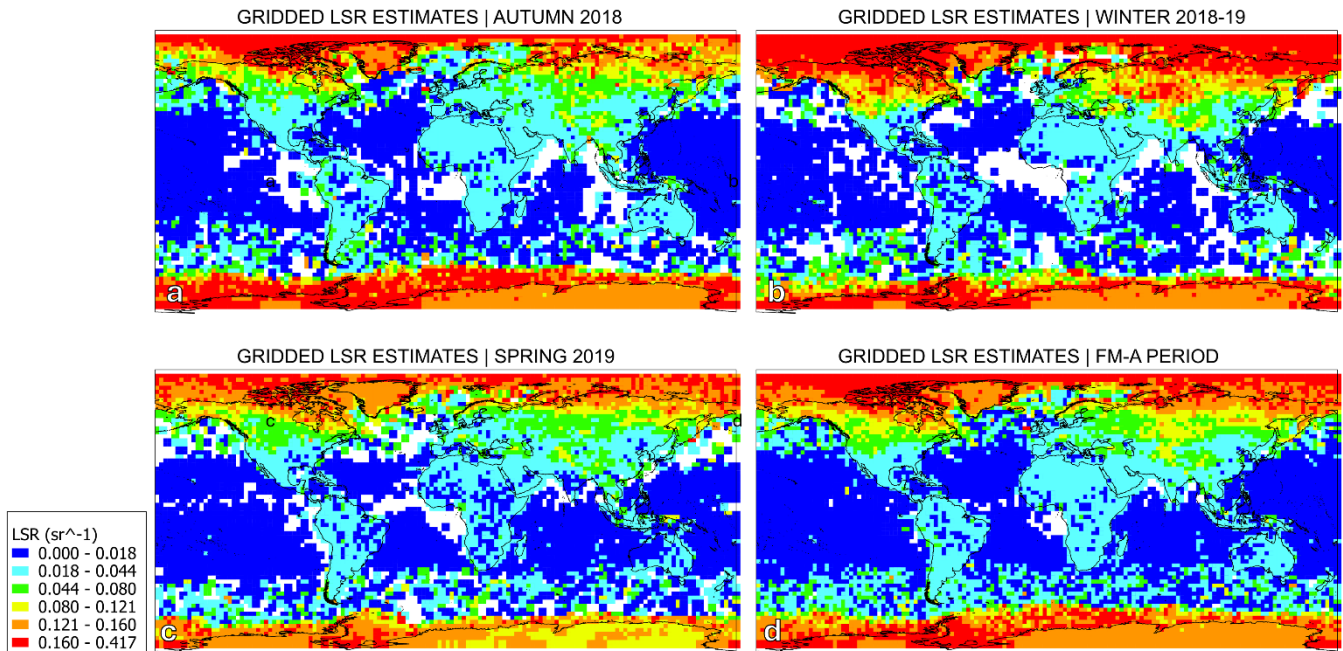 GRIDDED LSR ESTIMATES | AUTUMN 2018
GRIDDED LSR ESTIMATES | WINTER 2018-19
a
b
a
b
GRIDDED LSR ESTIMATES | SPRING 2019
GRIDDED LSR ESTIMATES | FM-A PERIOD
c
d
c
d
LSR (sr^-1)
0.000 - 0.018
0.018 - 0.044
0.044 - 0.080
0.080 - 0.121
0.121 - 0.160
0.160 - 0.417